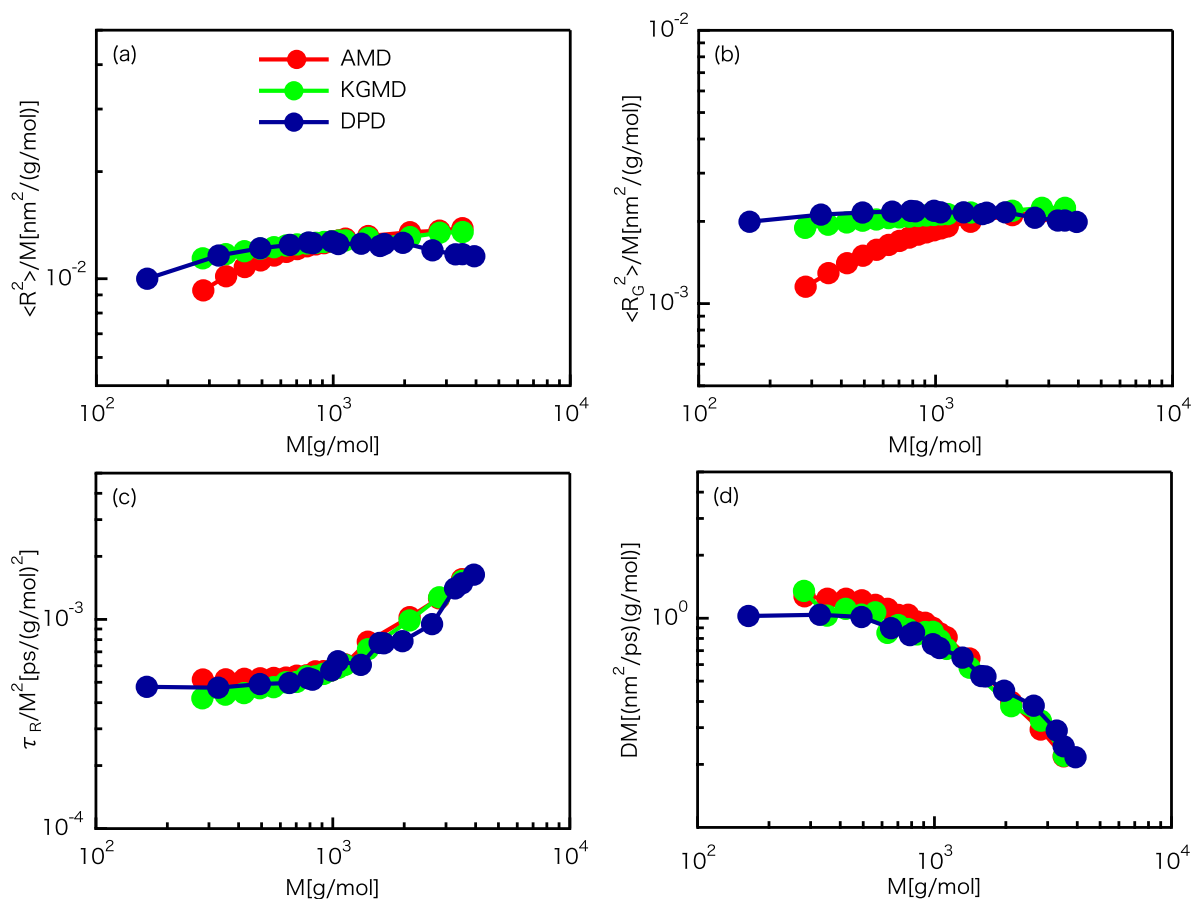 (a)
AMD
KGMD
DPD
<R²>/M[nm²/(g/mol)]
10⁻²
10² 10³ 10⁴
M[g/mol]
(b)
<R_G²>/M[nm²/(g/mol)]
10⁻²
10⁻³
10² 10³ 10⁴
M[g/mol]
(c)
τ_R/M²[ps/(g/mol)²]
10⁻³
10⁻⁴
10² 10³ 10⁴
M[g/mol]
(d)
DM[(nm²/ps)(g/mol)]
10⁰
10² 10³ 10⁴
M[g/mol]